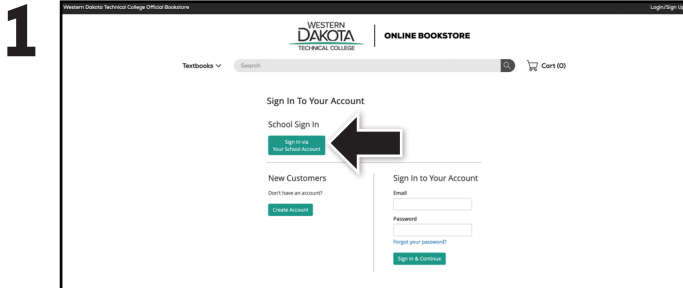 1
Western Dakota Technical College Official Bookstore
Login/Sign Up
WESTERN
DAKOTA
TECHNICAL COLLEGE
ONLINE BOOKSTORE
Textbooks
Search
Cart (0)
Sign In To Your Account
School Sign In
Sign In via
Your School Account
New Customers
Don't have an account?
Create Account
Sign In to Your Account
Email
Password
Forgot your password?
Sign In & Continue